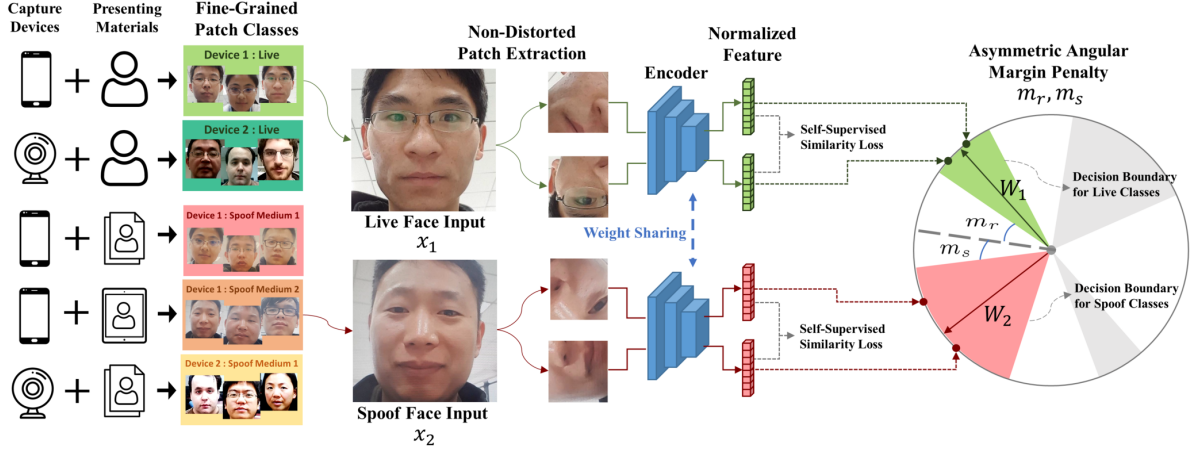 Capture
Devices
Presenting
Materials
Fine-Grained
Patch Classes
Device 1 : Live
Device 2 : Live
Device 1 : Spoof Medium 1
Device 1 : Spoof Medium 2
Device 2 : Spoof Medium 1
Non-Distorted
Patch Extraction
Live Face Input
x₁
Spoof Face Input
x₂
Encoder
Weight Sharing
Normalized
Feature
Self-Supervised
Similarity Loss
Self-Supervised
Similarity Loss
Asymmetric Angular
Margin Penalty
mᵣ, mₛ
W₁
mᵣ
mₛ
W₂
Decision Boundary
for Live Classes
Decision Boundary
for Spoof Classes